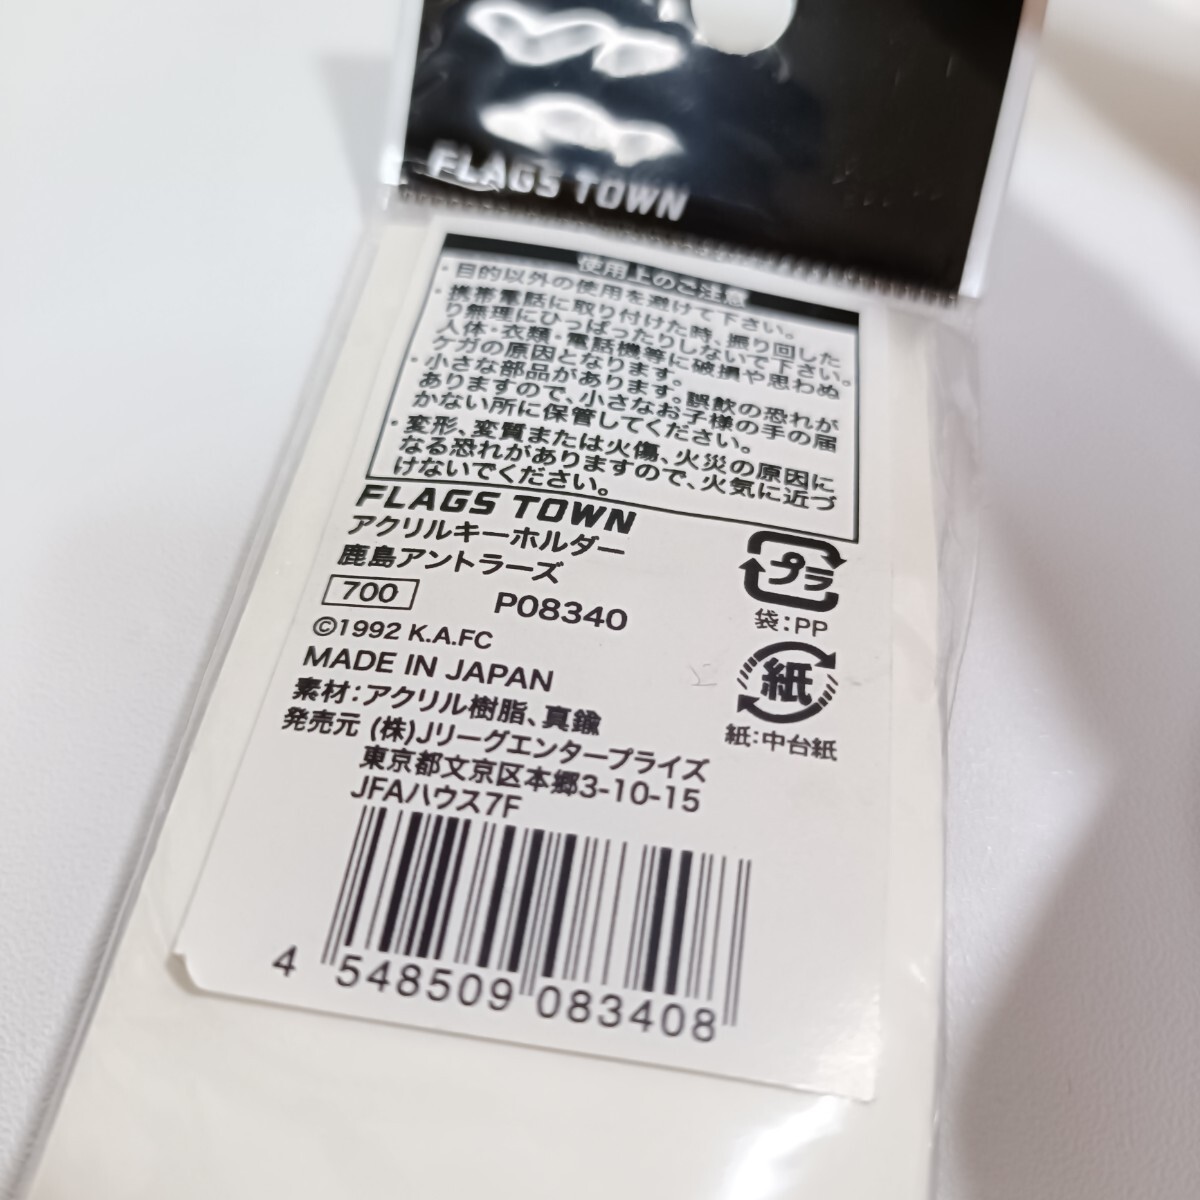 FLAGS TOWN
使用上のご注意
・目的以外の使用を避けて下さい。
・携帯電話に取り付けた時、振り回した
り無理にひっぱったりしないで下さい。
人体・衣類・電話機等に破損や思わぬ
ケガの原因となります。
・小さな部品があります。誤飲の恐れが
ありますので、小さなお子様の手の届
かない所に保管してください。
・変形、変質または火傷、火災の原因に
なる恐れがありますので、火気に近づ
けないでください。
FLAGS TOWN
アクリルキーホルダー
鹿島アントラーズ
700 P08340
©1992 K.A.FC
MADE IN JAPAN
素材：アクリル樹脂、真鍮
発売元 (株)Jリーグエンタープライズ
東京都文京区本郷3-10-15
JFAハウス7F
プラ
袋：PP
紙
紙：中台紙
4 548509 083408